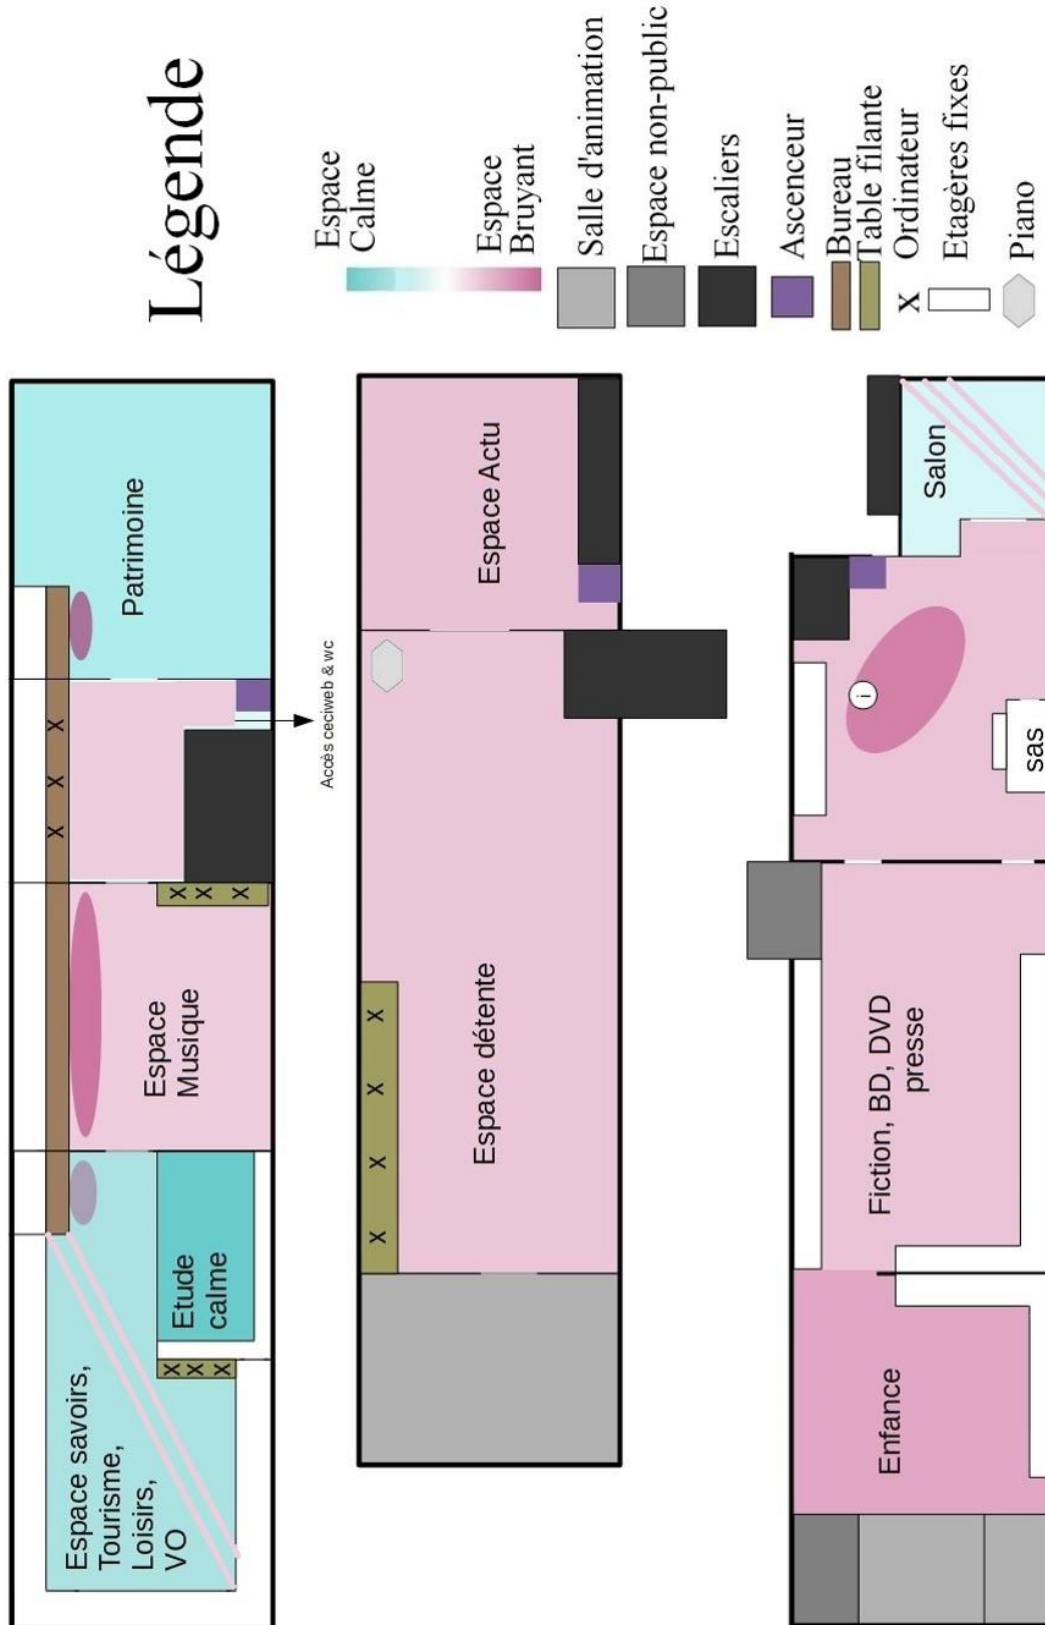 Légende
Espace
Calme
Espace
Bruyant
Salle d'animation
Espace non-public
Escaliers
Ascenceur
Bureau
Table filante
X Ordinateur
Etagères fixes
Piano
Espace savoirs,
Tourisme,
Loisirs,
VO
X X X
Etude
calme
Espace
Musique
X X X
X X X
Patrimoine
Accès ceciweb & wc
X X X X
Espace détente
Espace Actu
Enfance
Fiction, BD, DVD
presse
i
sas
Salon